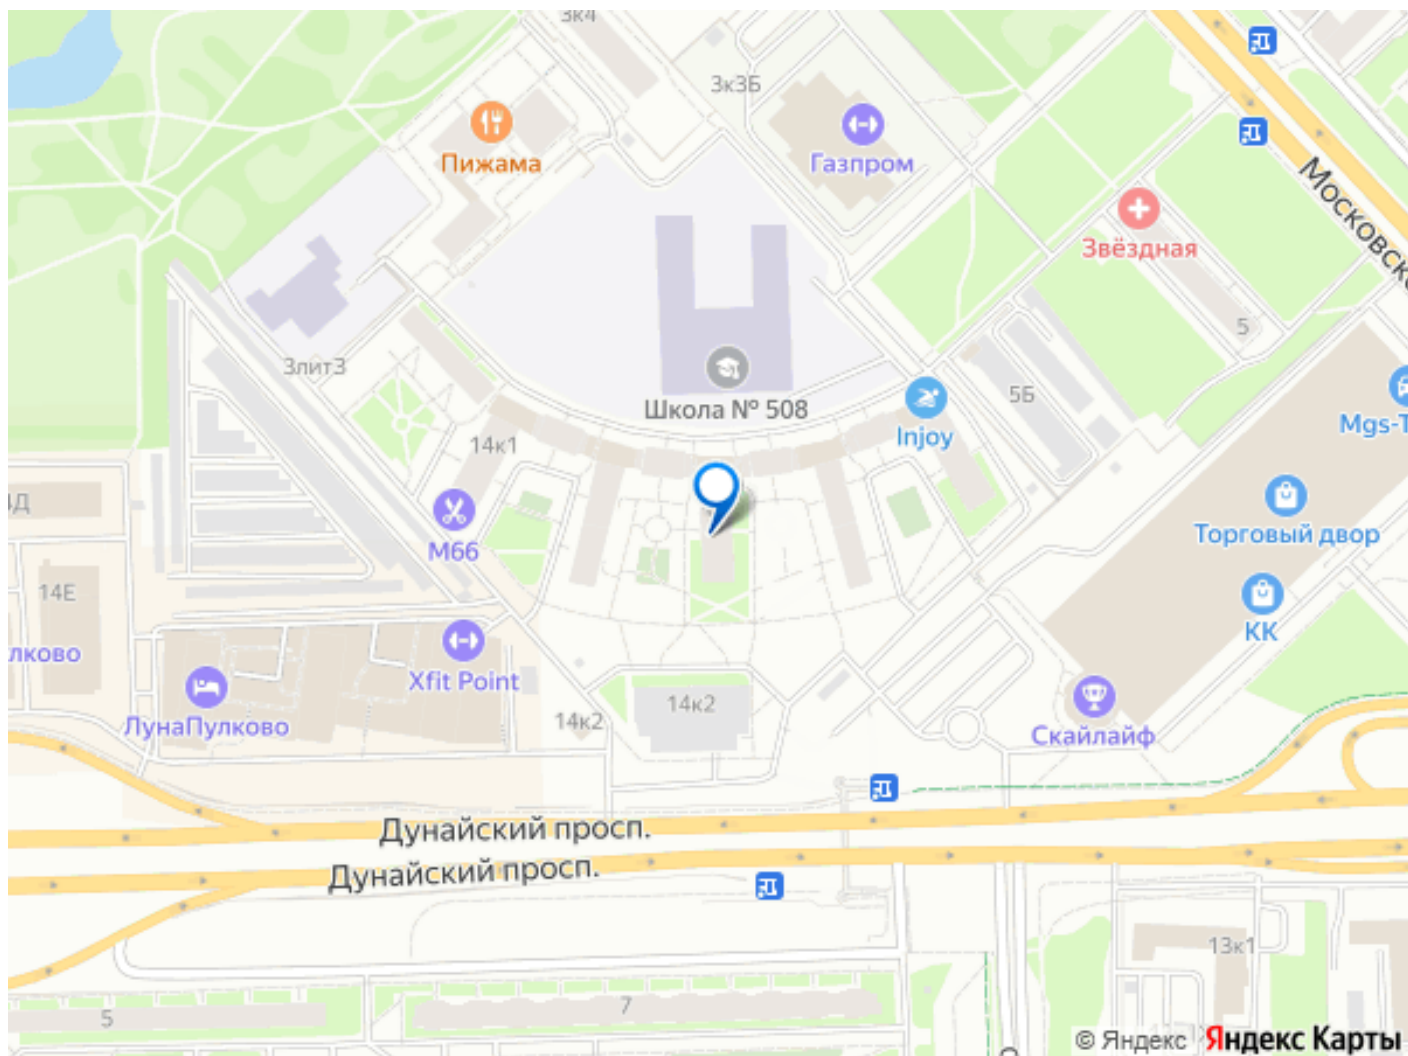 3к4
3к3Б
Пижама
Газпром
Московск
Звёздная
5
3лит3
Школа № 508
5Б
Injoy
Mgs-T
14к1
Торговый двор
М66
14Е
КК
лково
Xfit Point
ЛунаПулково
14к2
14к2
Скайлайф
Дунайский просп.
Дунайский просп.
13к1
7
5
© Яндекс Яндекс Карты